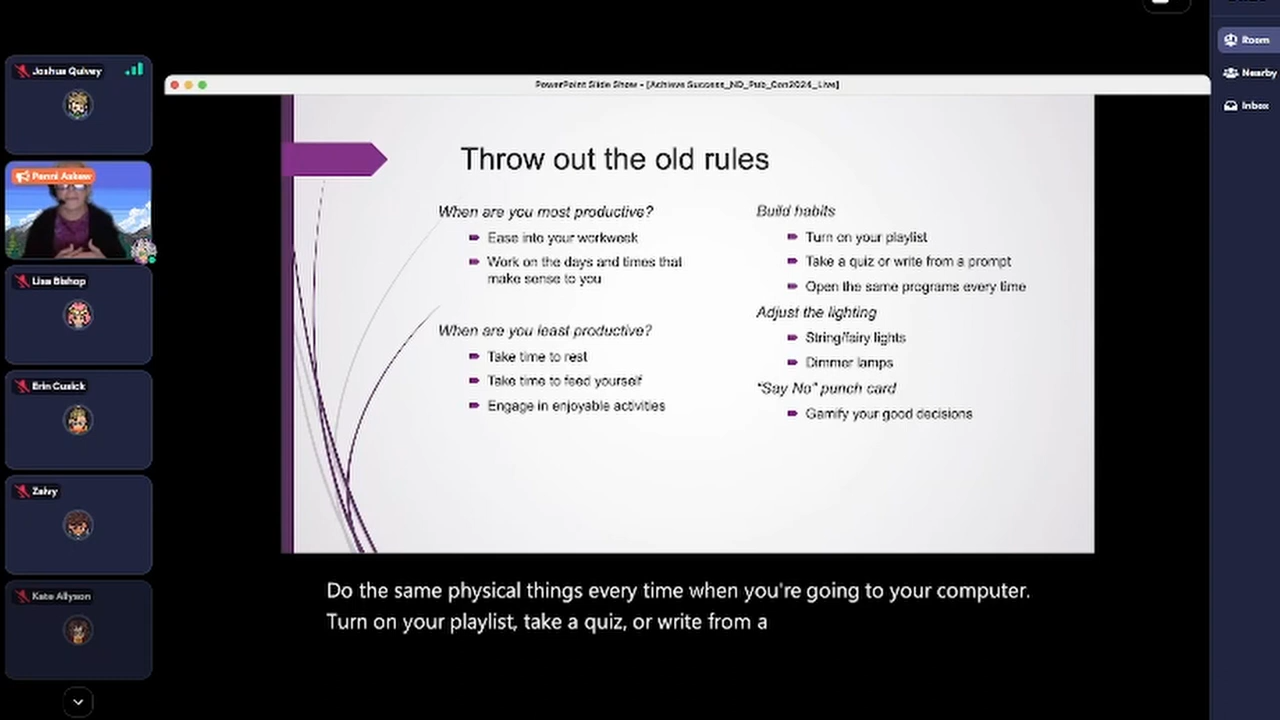 Room
Nearby
Inbox
Joshua Quivey
Penni Askew
Lisa Bishop
Erin Cusick
Zalvy
Kate Allyson
PowerPoint Slide Show - [Achieve Success_ND_Pub_Con2024_Live]
Throw out the old rules
When are you most productive?
Ease into your workweek
Work on the days and times that
make sense to you
When are you least productive?
Take time to rest
Take time to feed yourself
Engage in enjoyable activities
Build habits
Turn on your playlist
Take a quiz or write from a prompt
Open the same programs every time
Adjust the lighting
String/fairy lights
Dimmer lamps
“Say No” punch card
Gamify your good decisions
Do the same physical things every time when you're going to your computer.
Turn on your playlist, take a quiz, or write from a